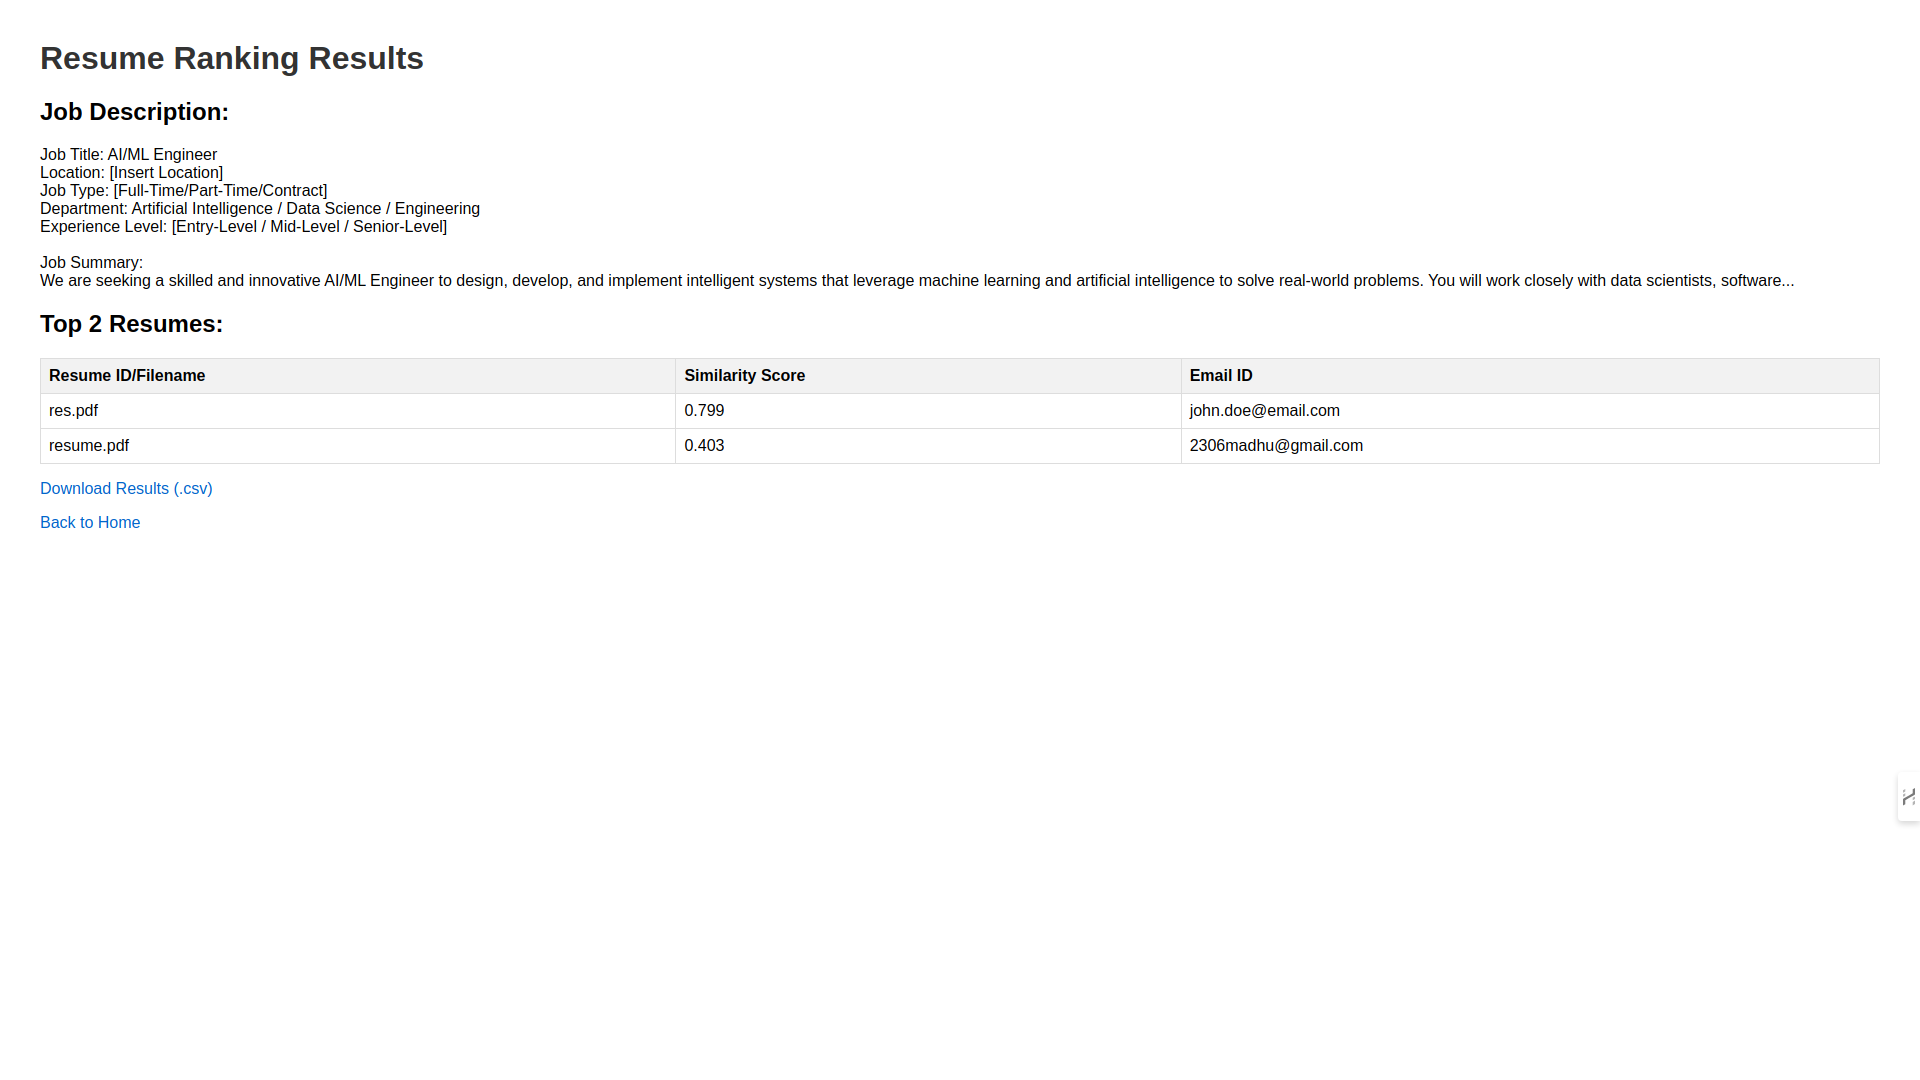 Resume Ranking Results
Job Description:
Job Title: AI/ML Engineer
Location: [Insert Location]
Job Type: [Full-Time/Part-Time/Contract]
Department: Artificial Intelligence / Data Science / Engineering
Experience Level: [Entry-Level / Mid-Level / Senior-Level]
Job Summary:
We are seeking a skilled and innovative AI/ML Engineer to design, develop, and implement intelligent systems that leverage machine learning and artificial intelligence to solve real-world problems. You will work closely with data scientists, software...
Top 2 Resumes:
Resume ID/Filename Similarity Score Email ID
res.pdf 0.799 john.doe@email.com
resume.pdf 0.403 2306madhu@gmail.com
Download Results (.csv)
Back to Home